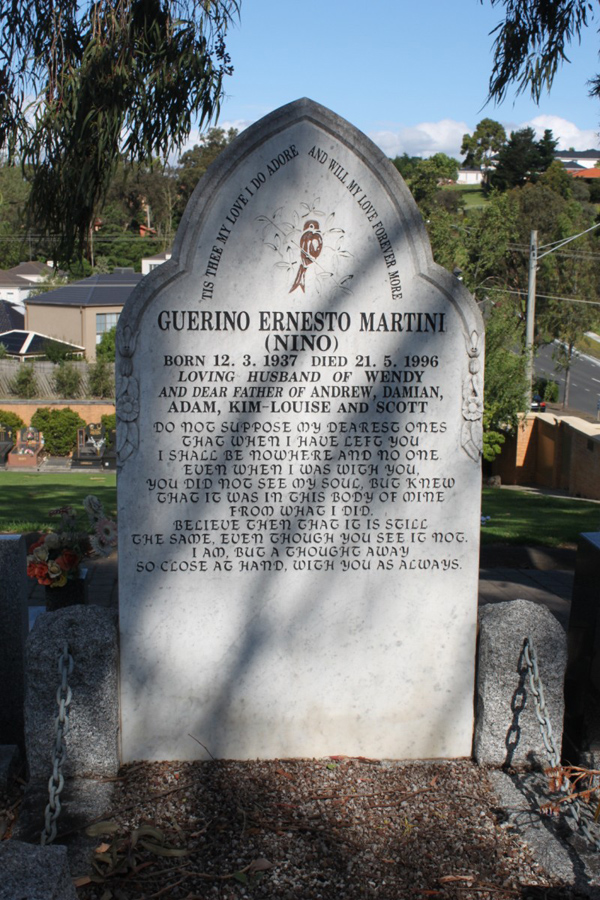 'TIS THEE MY LOVE I DO ADORE AND WILL MY LOVE FOREVER MORE
GUERINO ERNESTO MARTINI
(NINO)
BORN 12. 3. 1937 DIED 21. 5. 1996
LOVING HUSBAND OF WENDY
AND DEAR FATHER OF ANDREW, DAMIAN,
ADAM, KIM-LOUISE AND SCOTT
DO NOT SUPPOSE MY DEAREST ONES
THAT WHEN I HAVE LEFT YOU
I SHALL BE NOWHERE AND NO ONE.
EVEN WHEN I WAS WITH YOU,
YOU DID NOT SEE MY SOUL, BUT KNEW
THAT IT WAS IN THIS BODY OF MINE
FROM WHAT I DID.
BELIEVE THEN THAT IT IS STILL
THE SAME, EVEN THOUGH YOU SEE IT NOT.
I AM, BUT A THOUGHT AWAY
SO CLOSE AT HAND, WITH YOU AS ALWAYS.